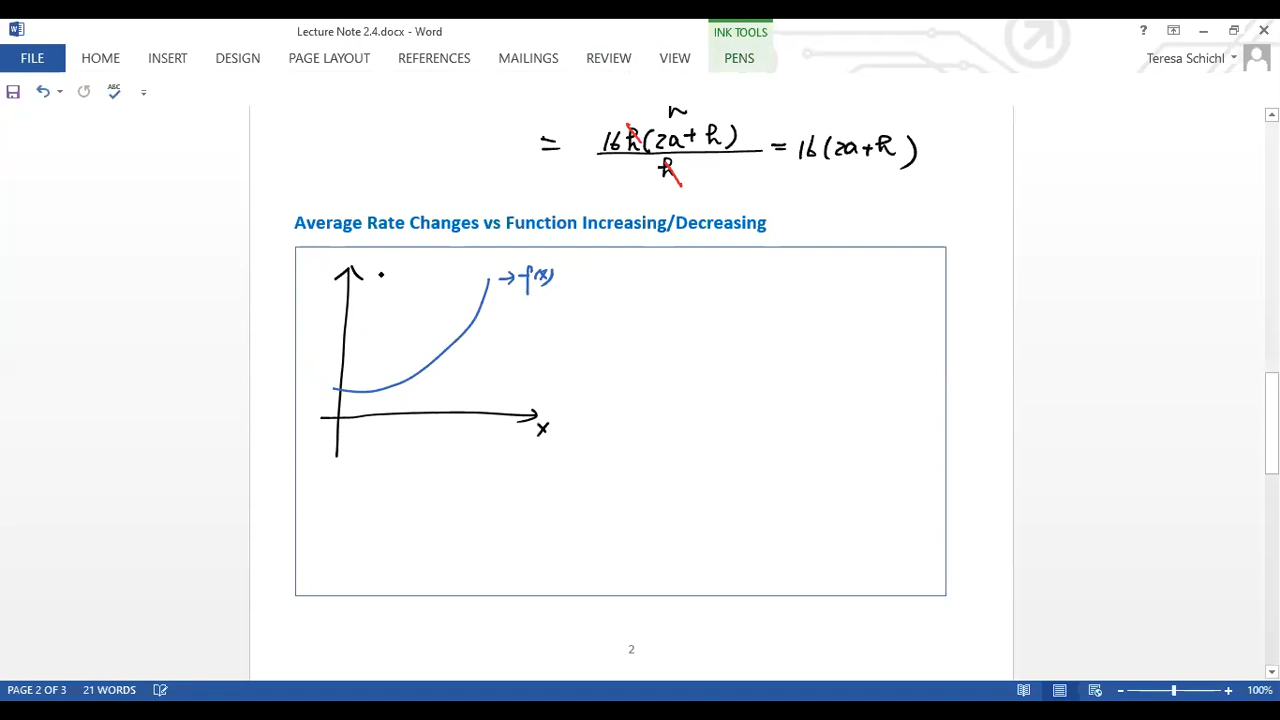 Lecture Note 2.4.docx - Word
INK TOOLS
?
FILE HOME INSERT DESIGN PAGE LAYOUT REFERENCES MAILINGS REVIEW VIEW PENS
Teresa Schichl
ABC
h
= 16h(2a+h)/h = 16(2a+h)
Average Rate Changes vs Function Increasing/Decreasing
→ f(x)
x
2
PAGE 2 OF 3 21 WORDS
100%